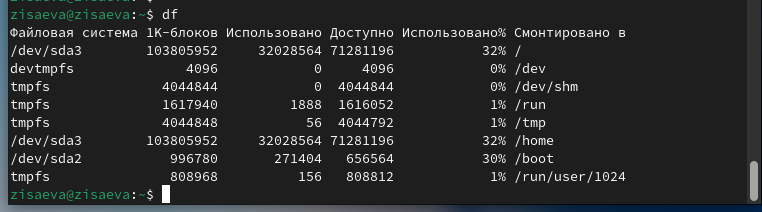 zisaeva@zisaeva:~$ df
Файловая система 1K-блоков Использовано Доступно Использовано% Смонтировано в
/dev/sda3 103805952 32028564 71281196 32% /
devtmpfs 4096 0 4096 0% /dev
tmpfs 4044844 0 4044844 0% /dev/shm
tmpfs 1617940 1888 1616052 1% /run
tmpfs 4044848 56 4044792 1% /tmp
/dev/sda3 103805952 32028564 71281196 32% /home
/dev/sda2 996780 271404 656564 30% /boot
tmpfs 808968 156 808812 1% /run/user/1024
zisaeva@zisaeva:~$